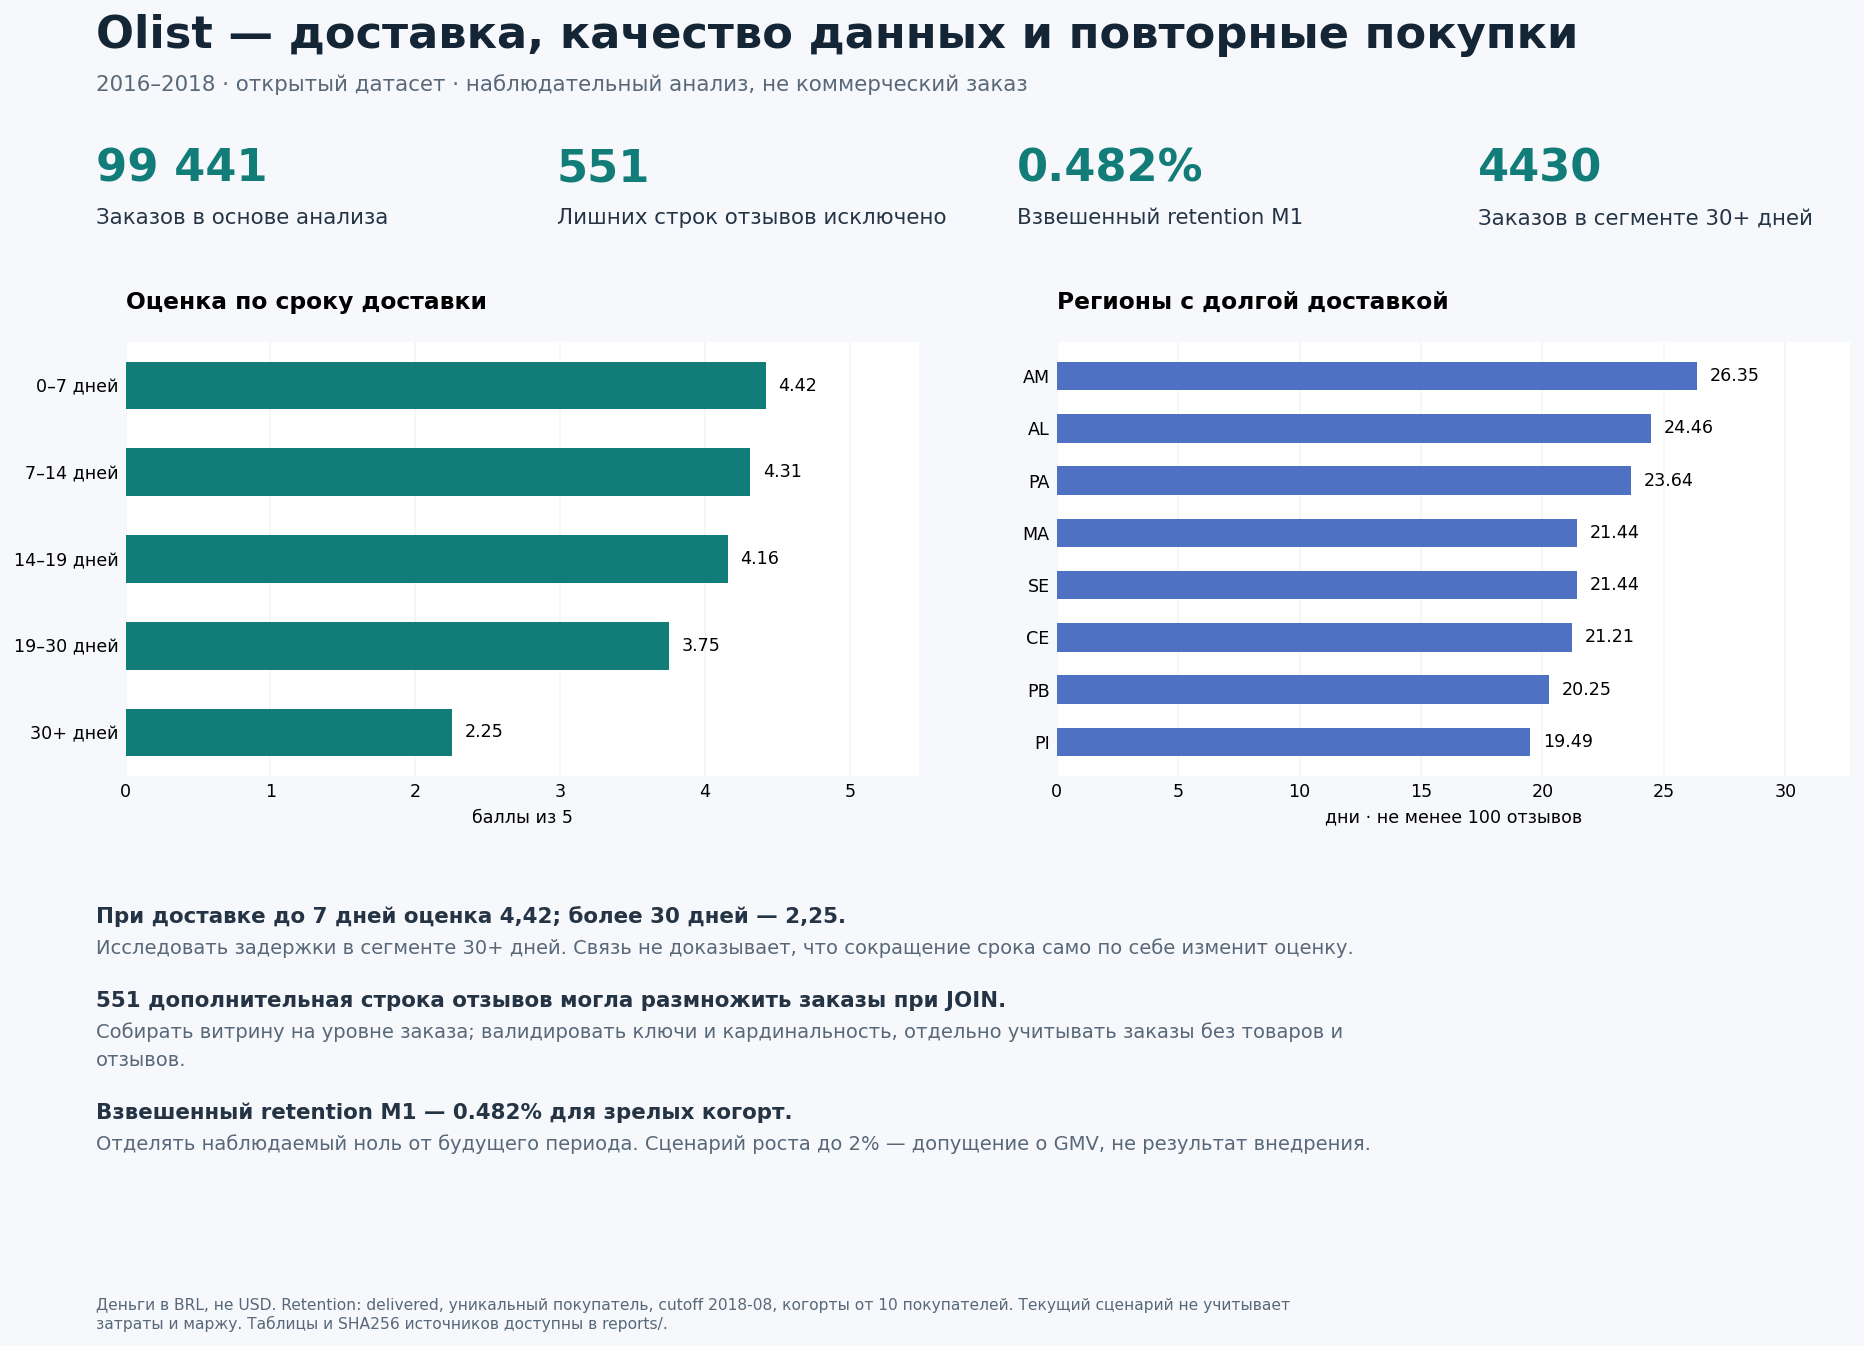 Olist — доставка, качество данных и повторные покупки
2016–2018 · открытый датасет · наблюдательный анализ, не коммерческий заказ
99 441
Заказов в основе анализа
551
Лишних строк отзывов исключено
0.482%
Взвешенный retention M1
4430
Заказов в сегменте 30+ дней
Оценка по сроку доставки
0–7 дней 4.42
7–14 дней 4.31
14–19 дней 4.16
19–30 дней 3.75
30+ дней 2.25
0 1 2 3 4 5
баллы из 5
Регионы с долгой доставкой
AM 26.35
AL 24.46
PA 23.64
MA 21.44
SE 21.44
CE 21.21
PB 20.25
PI 19.49
0 5 10 15 20 25 30
дни · не менее 100 отзывов
При доставке до 7 дней оценка 4,42; более 30 дней — 2,25.
Исследовать задержки в сегменте 30+ дней. Связь не доказывает, что сокращение срока само по себе изменит оценку.
551 дополнительная строка отзывов могла размножить заказы при JOIN.
Собирать витрину на уровне заказа; валидировать ключи и кардинальность, отдельно учитывать заказы без товаров и
отзывов.
Взвешенный retention M1 — 0.482% для зрелых когорт.
Отделять наблюдаемый ноль от будущего периода. Сценарий роста до 2% — допущение о GMV, не результат внедрения.
Деньги в BRL, не USD. Retention: delivered, уникальный покупатель, cutoff 2018-08, когорты от 10 покупателей. Текущий сценарий не учитывает
затраты и маржу. Таблицы и SHA256 источников доступны в reports/.